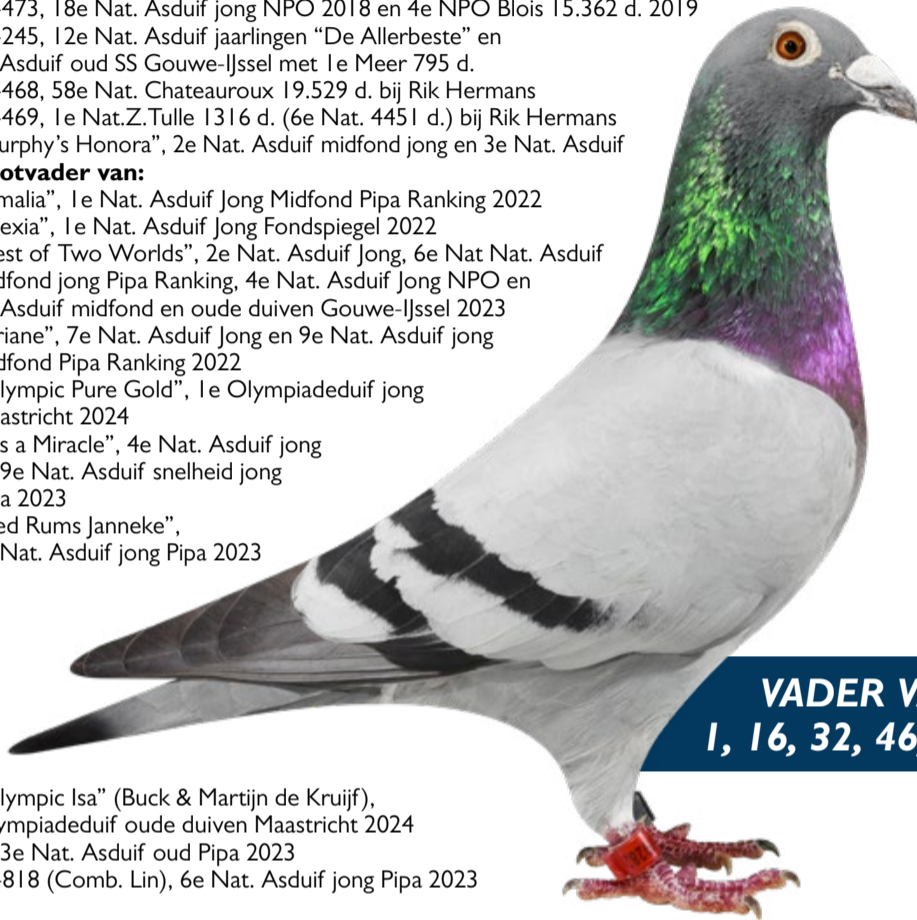 -473, 18e Nat. Asduif jong NPO 2018 en 4e NPO Blois 15.362 d. 2019
-245, 12e Nat. Asduif jaarlingen “De Allerbeste” en
Asduif oud SS Gouwe-IJssel met 1e Meer 795 d.
-468, 58e Nat. Chateauroux 19.529 d. bij Rik Hermans
-469, 1e Nat.Z.Tulle 1316 d. (6e Nat. 4451 d.) bij Rik Hermans
urphy’s Honora”, 2e Nat. Asduif midfond jong en 3e Nat. Asduif
otvader van:
malia”, 1e Nat. Asduif Jong Midfond Pipa Ranking 2022
exia”, 1e Nat. Asduif Jong Fondspiegel 2022
est of Two Worlds”, 2e Nat. Asduif Jong, 6e Nat Nat. Asduif
dfond jong Pipa Ranking, 4e Nat. Asduif Jong NPO en
Asduif midfond en oude duiven Gouwe-IJssel 2023
riane”, 7e Nat. Asduif Jong en 9e Nat. Asduif jong
dfond Pipa Ranking 2022
lympic Pure Gold”, 1e Olympiadeduif jong
aastricht 2024
s a Miracle”, 4e Nat. Asduif jong
9e Nat. Asduif snelheid jong
a 2023
ed Rums Janneke”,
Nat. Asduif jong Pipa 2023
VADER V
1, 16, 32, 46,
lympic Isa” (Buck & Martijn de Kruijf),
ympiadeduif oude duiven Maastricht 2024
3e Nat. Asduif oud Pipa 2023
-818 (Comb. Lin), 6e Nat. Asduif jong Pipa 2023